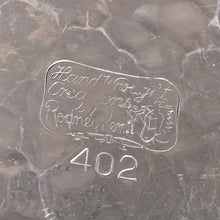 Hand Wrought
Creations
by
Rodney Kent
402